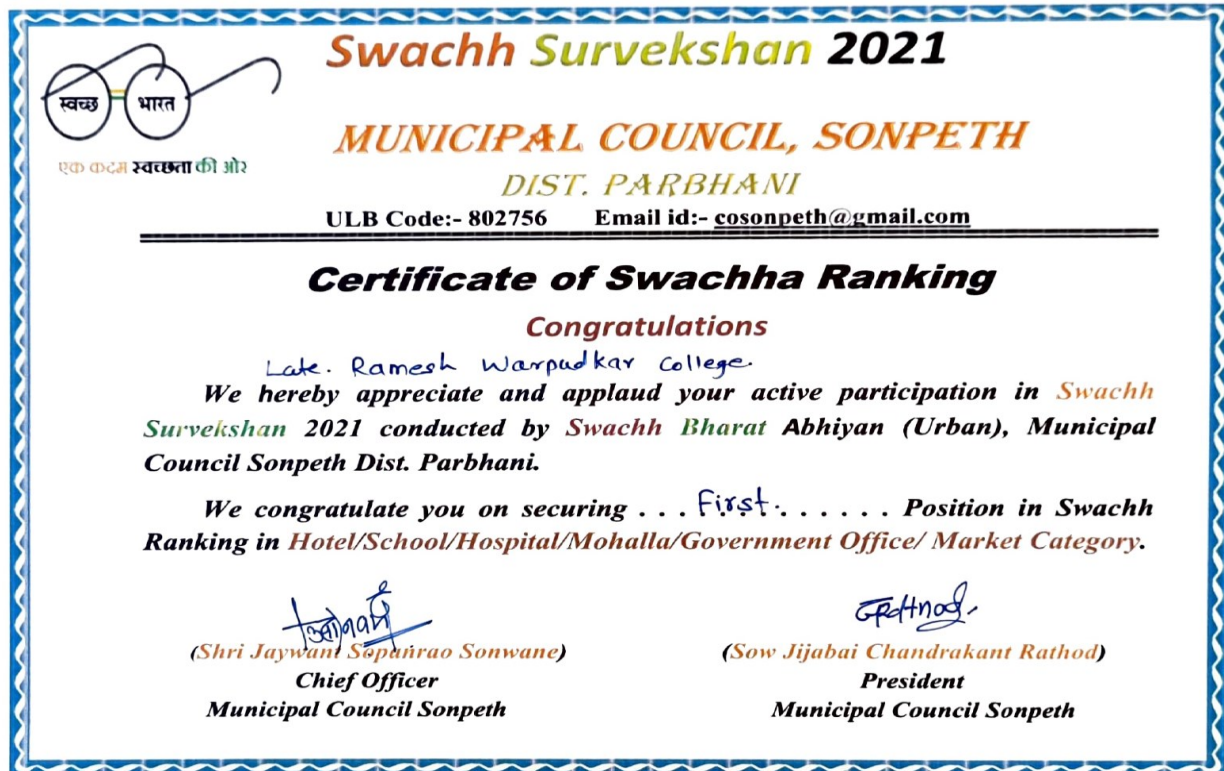 स्वच्छ भारत
एक कदम स्वच्छता की ओर
Swachh Survekshan 2021
MUNICIPAL COUNCIL, SONPETH
DIST. PARBHANI
ULB Code:- 802756 Email id:- cosonpeth@gmail.com
Certificate of Swachha Ranking
Congratulations
Late. Ramesh Warpudkar College.
We hereby appreciate and applaud your active participation in Swachh
Survekshan 2021 conducted by Swachh Bharat Abhiyan (Urban), Municipal
Council Sonpeth Dist. Parbhani.
We congratulate you on securing . . . First. . . . . . . Position in Swachh
Ranking in Hotel/School/Hospital/Mohalla/Government Office/ Market Category.
(Shri Jaywant Sopanrao Sonwane) (Sow Jijabai Chandrakant Rathod)
Chief Officer President
Municipal Council Sonpeth Municipal Council Sonpeth